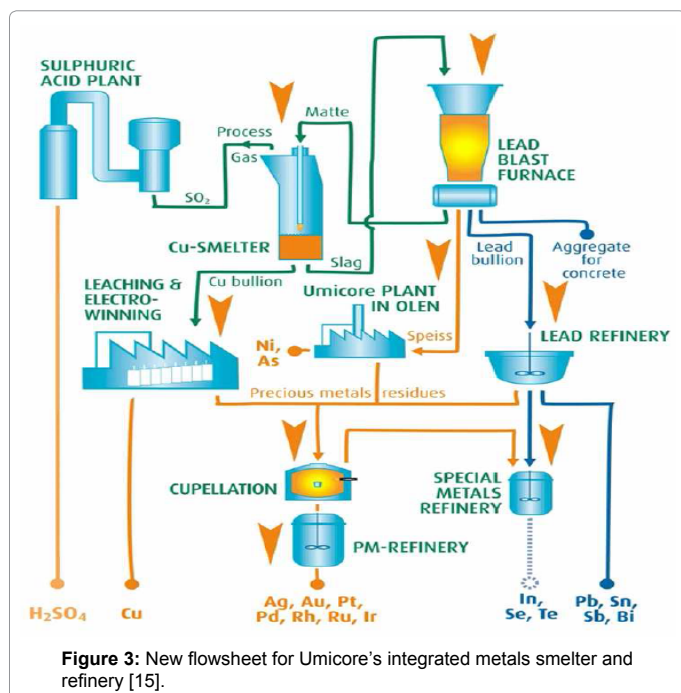 SULPHURIC
ACID PLANT
Process
Gas
SO₂
Matte
LEAD
BLAST
FURNACE
Cu-SMELTER
Slag
Cu bullion
LEACHING &
ELECTRO-
WINNING
Umicore PLANT
IN OLEN
Lead
bullion
Aggregate
for
concrete
Ni,
As
Speiss
LEAD REFINERY
Precious metals residues
CUPELLATION
SPECIAL
METALS
REFINERY
PM-REFINERY
H₂SO₄
Cu
Ag, Au, Pt,
Pd, Rh, Ru, Ir
In,
Se, Te
Pb, Sn,
Sb, Bi
Figure 3: New flowsheet for Umicore's integrated metals smelter and
refinery [15].